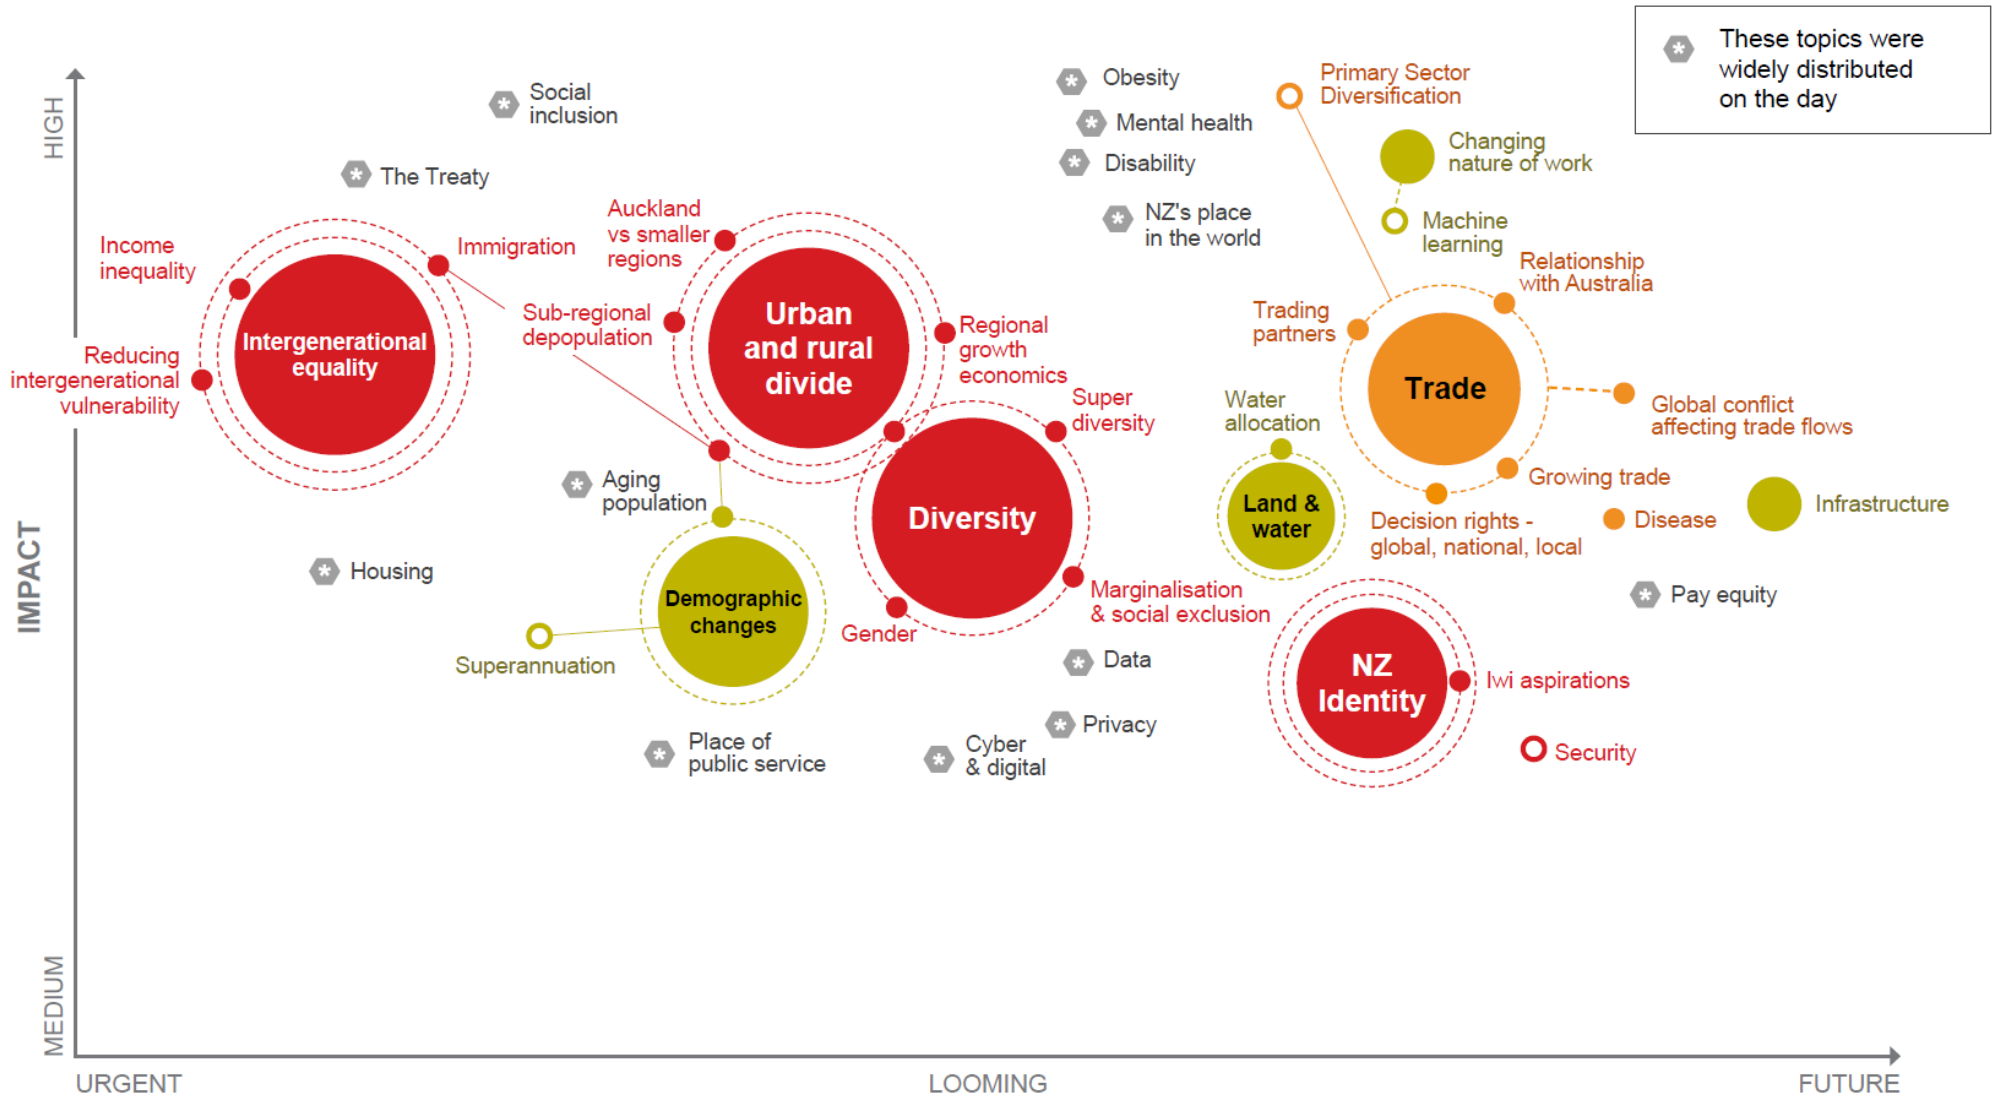 These topics were
widely distributed
on the day
HIGH
IMPACT
MEDIUM
Social
inclusion
The Treaty
Income
inequality
Immigration
Intergenerational
equality
Reducing
intergenerational
vulnerability
Auckland
vs smaller
regions
Sub-regional
depopulation
Urban
and rural
divide
Regional
growth
economics
Obesity
Mental health
Disability
NZ's place
in the world
Primary Sector
Diversification
Changing
nature of work
Machine
learning
Relationship
with Australia
Trading
partners
Trade
Global conflict
affecting trade flows
Growing trade
Decision rights -
global, national, local
Disease
Infrastructure
Water
allocation
Land &
water
Super
diversity
Diversity
Marginalisation
& social exclusion
Gender
Aging
population
Housing
Demographic
changes
Superannuation
Place of
public service
Cyber
& digital
Data
Privacy
Pay equity
NZ
Identity
Iwi aspirations
Security
URGENT
LOOMING
FUTURE